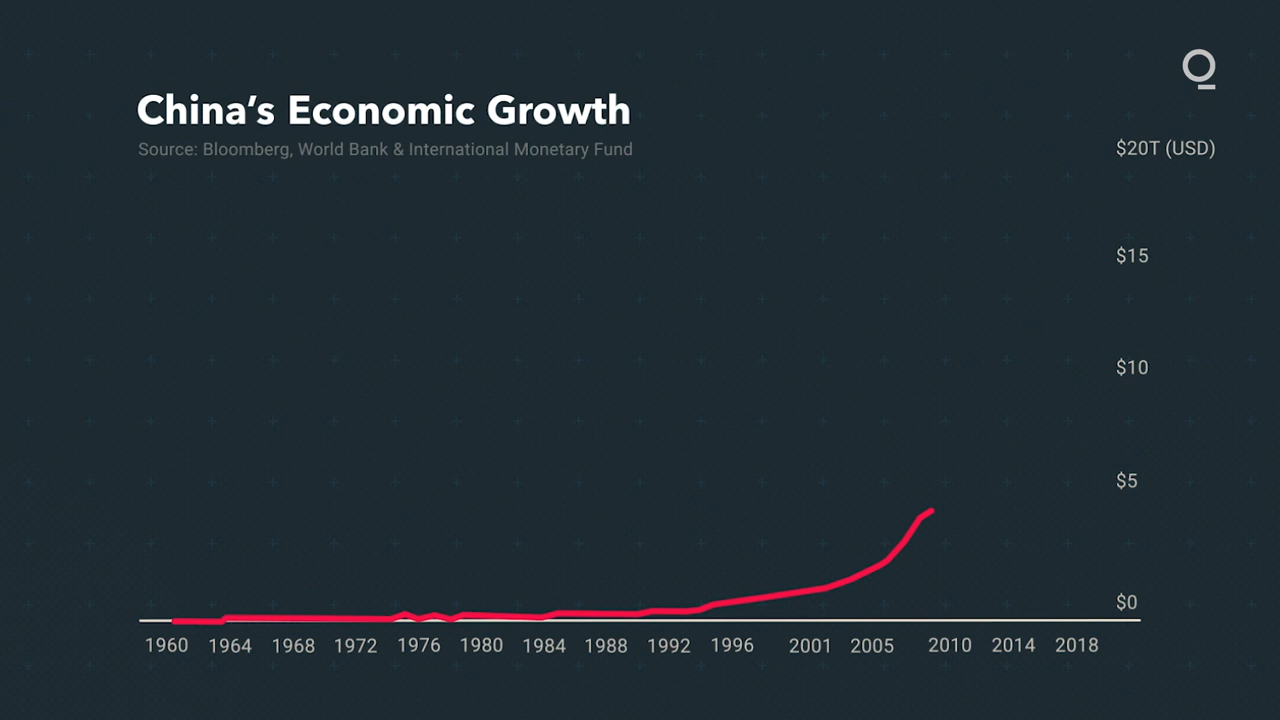 China's Economic Growth
Source: Bloomberg, World Bank & International Monetary Fund
$20T (USD)
$15
$10
$5
$0
1960 1964 1968 1972 1976 1980 1984 1988 1992 1996 2001 2005 2010 2014 2018